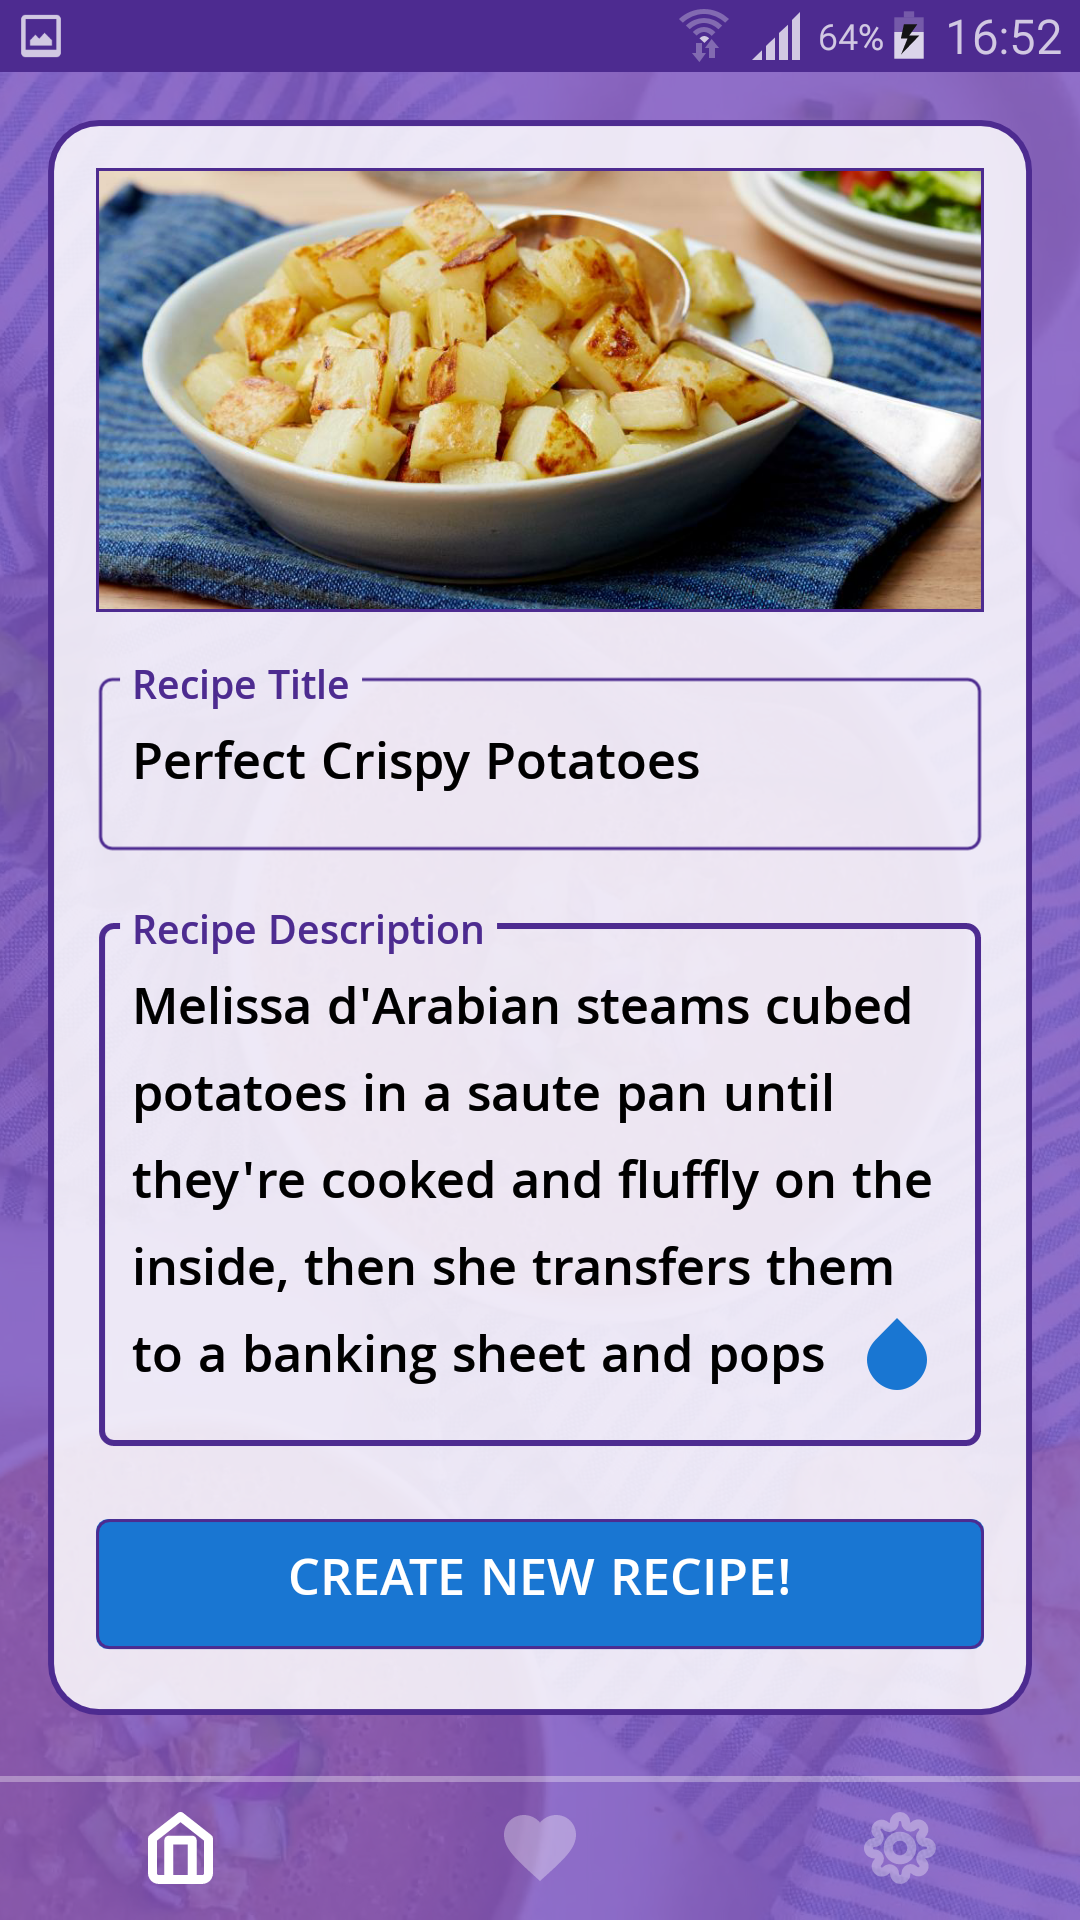 64% 16:52
Recipe Title
Perfect Crispy Potatoes
Recipe Description
Melissa d'Arabian steams cubed
potatoes in a saute pan until
they're cooked and fluffly on the
inside, then she transfers them
to a banking sheet and pops
CREATE NEW RECIPE!